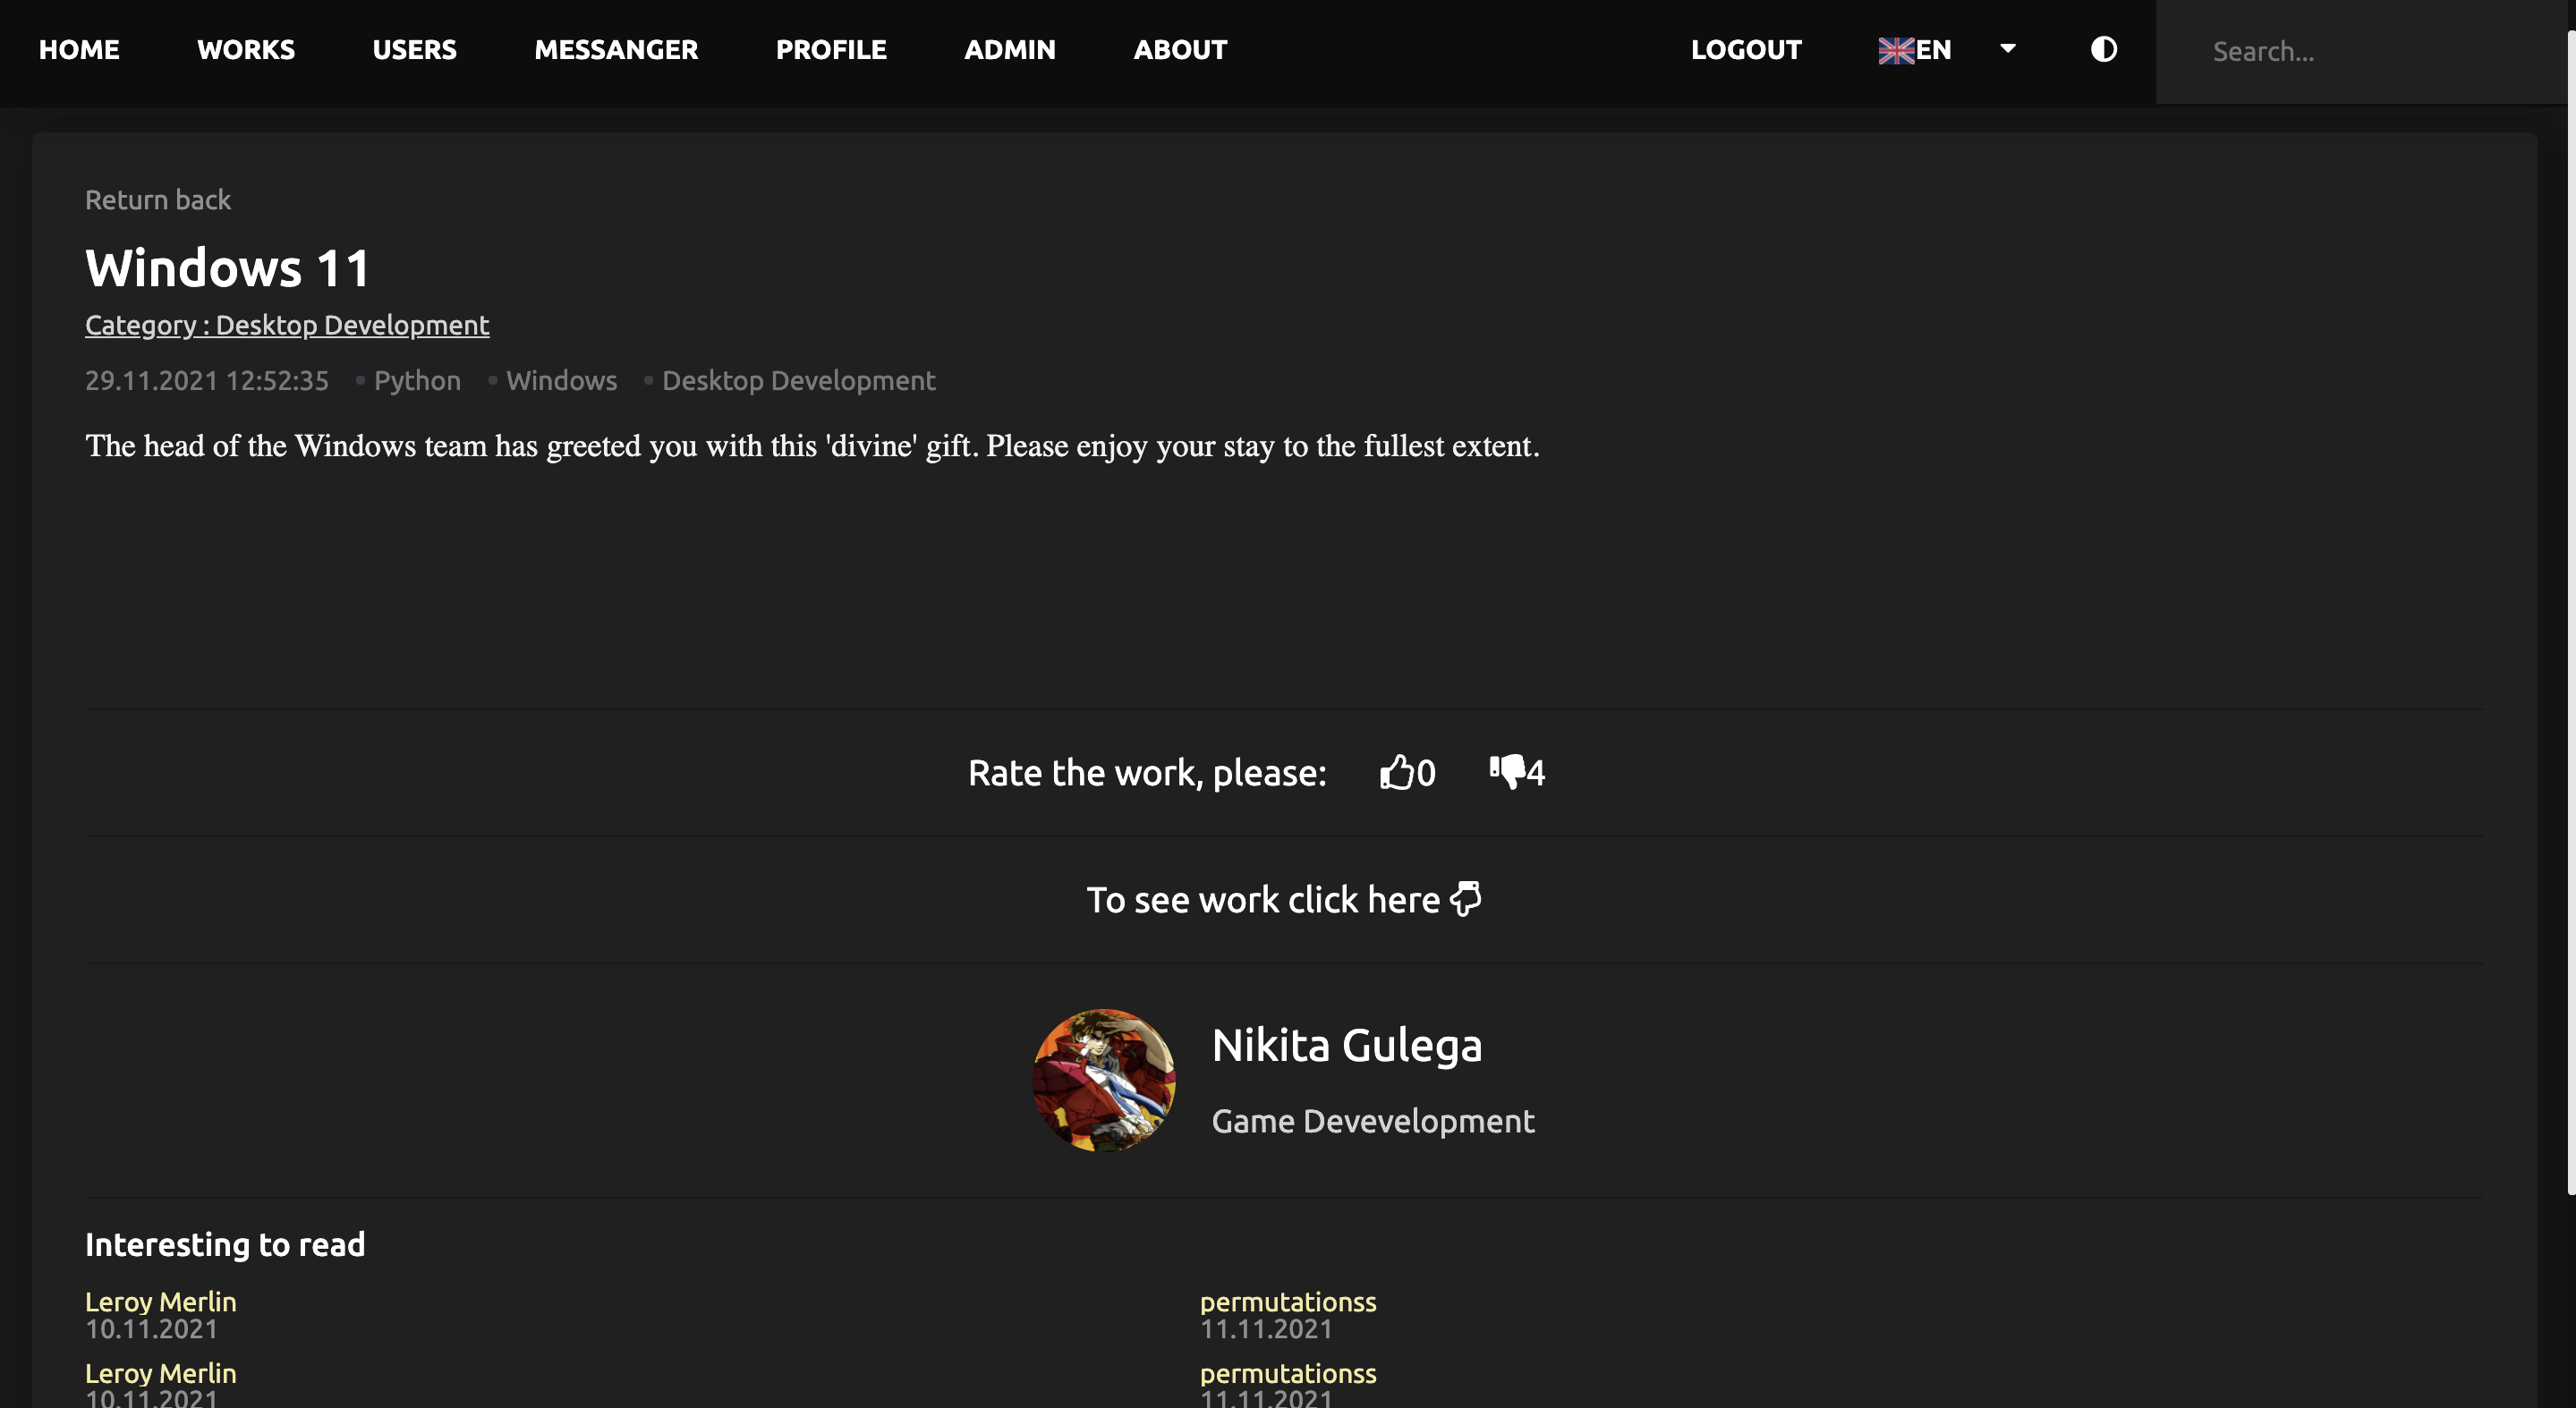 HOME WORKS USERS MESSANGER PROFILE ADMIN ABOUT LOGOUT EN Search...
Return back
Windows 11
Category : Desktop Development
29.11.2021 12:52:35 • Python • Windows • Desktop Development
The head of the Windows team has greeted you with this 'divine' gift. Please enjoy your stay to the fullest extent.
Rate the work, please: 0 4
To see work click here
Nikita Gulega
Game Devevelopment
Interesting to read
Leroy Merlin
10.11.2021
permutationss
11.11.2021
Leroy Merlin
10.11.2021
permutationss
11.11.2021